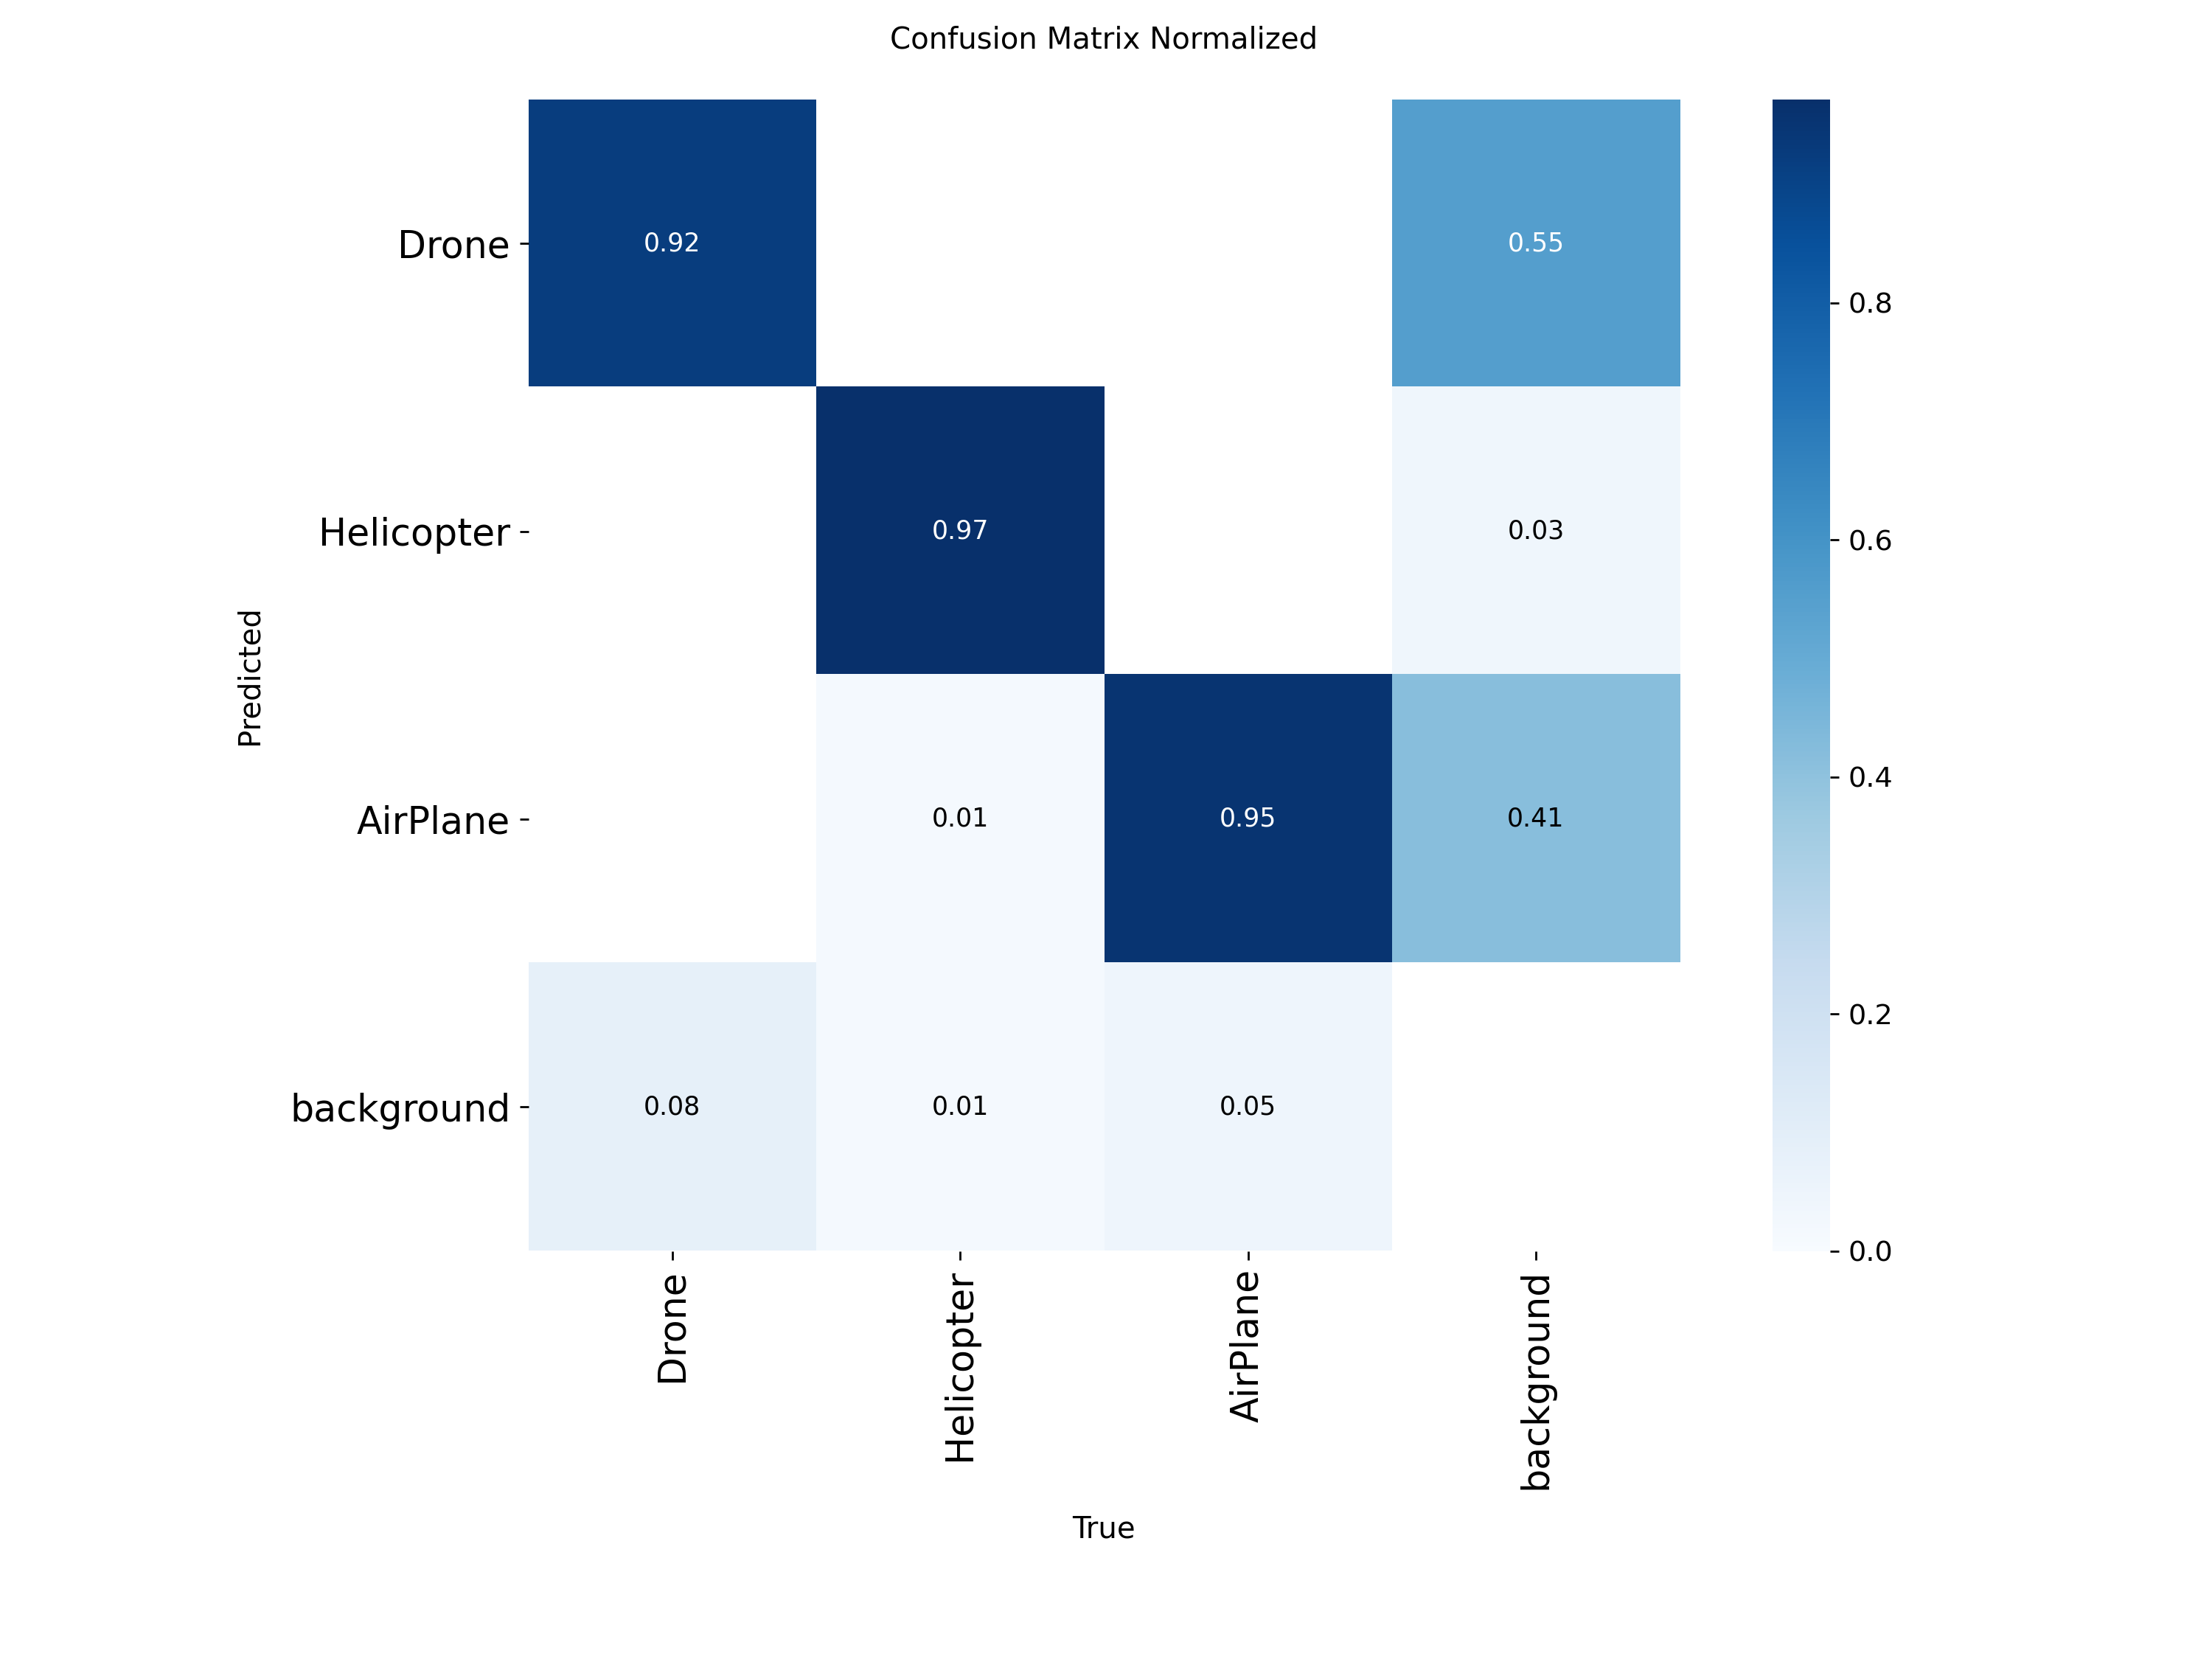 Confusion Matrix Normalized
Drone
0.92
0.55
0.8
Helicopter
0.97
0.03
0.6
Predicted
AirPlane
0.01
0.95
0.41
0.4
background
0.08
0.01
0.05
0.2
0.0
Drone
Helicopter
AirPlane
background
True